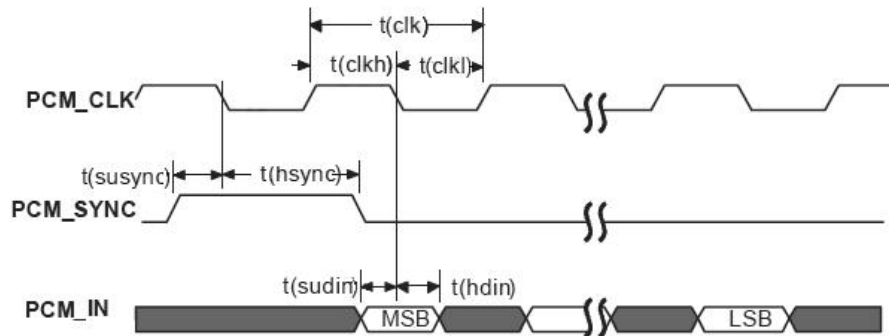 t(clk)
t(clkh) t(clkl)
PCM_CLK
t(susync) t(hsync)
PCM_SYNC
t(sudin) t(hdin)
PCM_IN MSB LSB